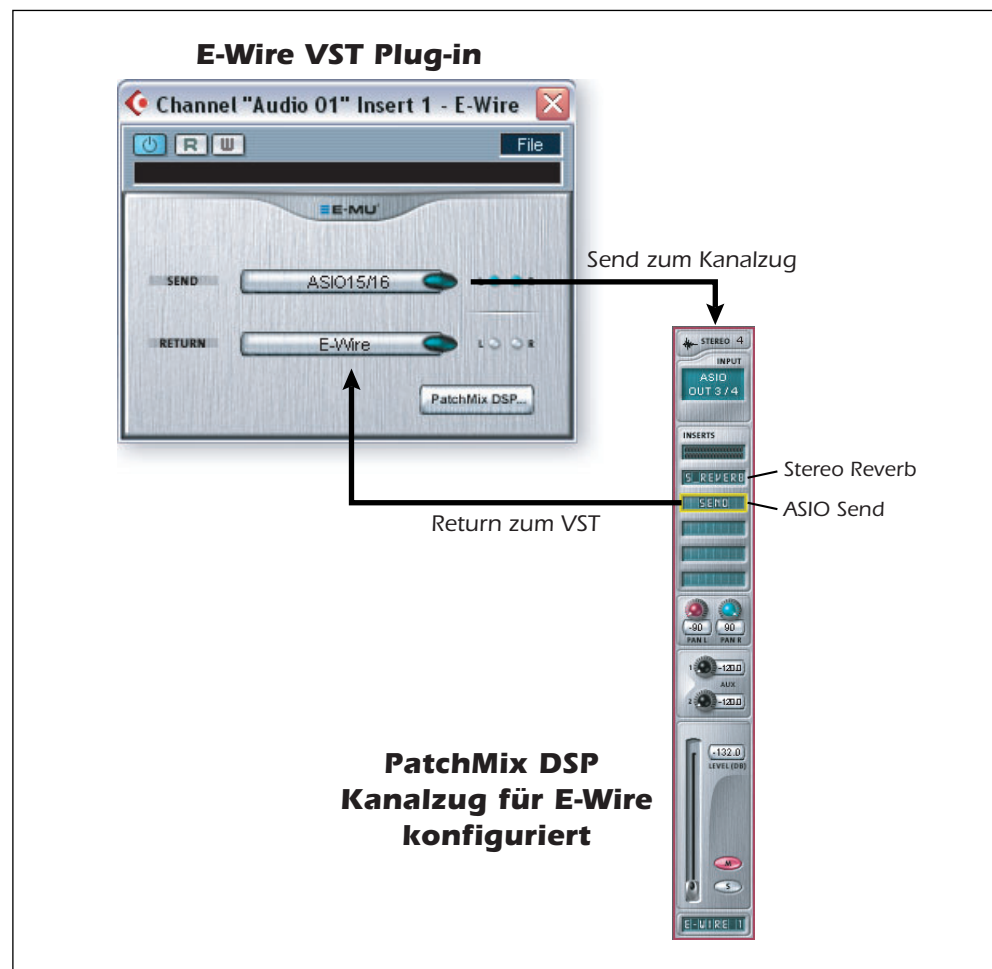 E-Wire VST Plug-in
Channel "Audio 01" Insert 1 - E-Wire
R W
File
E-MU
SEND
ASIO15/16
RETURN
E-Wire
L R
PatchMix DSP...
Send zum Kanalzug
STEREO 4
INPUT
ASIO
OUT 3 / 4
INSERTS
S_REVERB
Stereo Reverb
SEND
ASIO Send
Return zum VST
-90 90
PAN L PAN R
1 -120.0
AUX
2 -120.0
-132.0
LEVEL (DB)
PatchMix DSP
Kanalzug für E-Wire
konfiguriert
M
S
E-WIRE 1